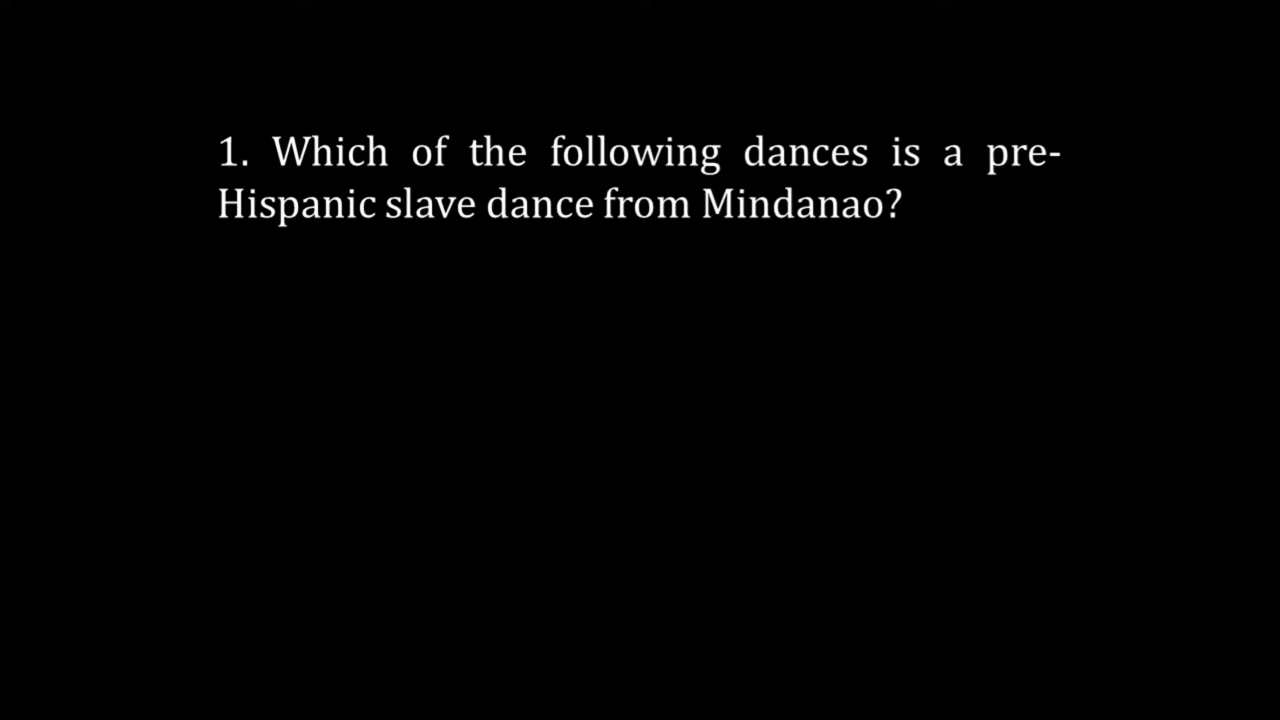 1. Which of the following dances is a pre-
Hispanic slave dance from Mindanao?